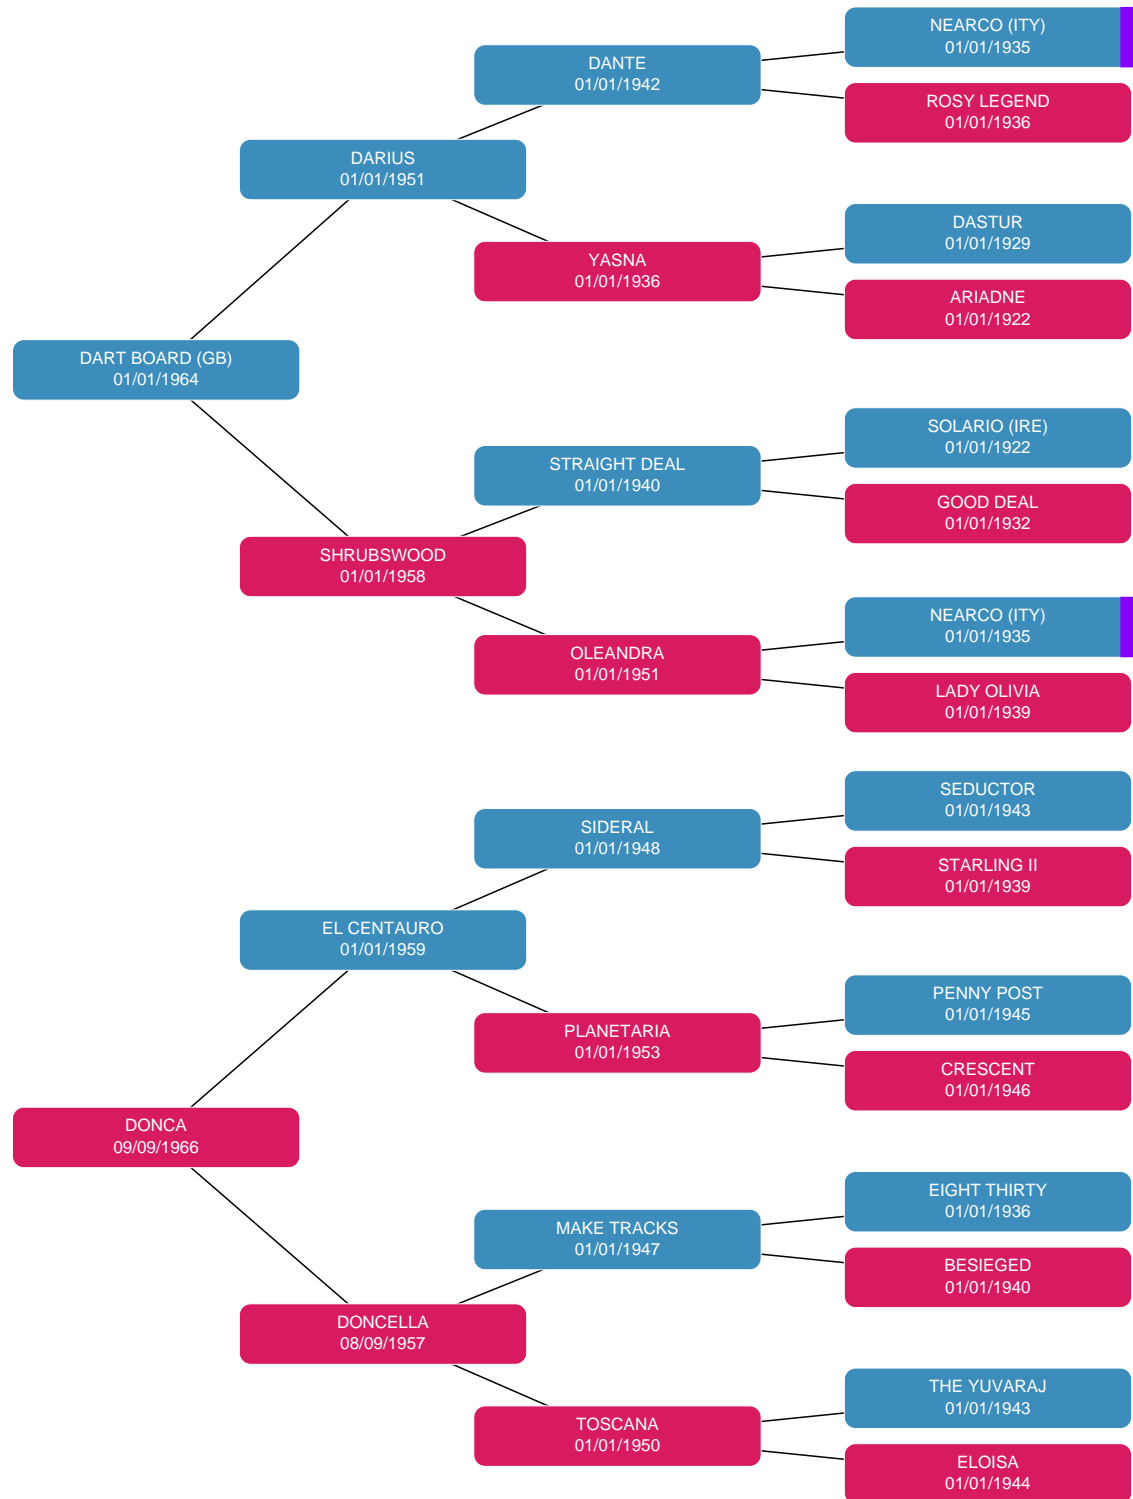 NEARCO (ITY)
01/01/1935
DANTE
01/01/1942
ROSY LEGEND
01/01/1936
DARIUS
01/01/1951
DASTUR
01/01/1929
YASNA
01/01/1936
ARIADNE
01/01/1922
DART BOARD (GB)
01/01/1964
SOLARIO (IRE)
01/01/1922
STRAIGHT DEAL
01/01/1940
GOOD DEAL
01/01/1932
SHRUBSWOOD
01/01/1958
NEARCO (ITY)
01/01/1935
OLEANDRA
01/01/1951
LADY OLIVIA
01/01/1939
SEDUCTOR
01/01/1943
SIDERAL
01/01/1948
STARLING II
01/01/1939
EL CENTAURO
01/01/1959
PENNY POST
01/01/1945
PLANETARIA
01/01/1953
CRESCENT
01/01/1946
DONCA
09/09/1966
EIGHT THIRTY
01/01/1936
MAKE TRACKS
01/01/1947
BESIEGED
01/01/1940
DONCELLA
08/09/1957
THE YUVARAJ
01/01/1943
TOSCANA
01/01/1950
ELOISA
01/01/1944